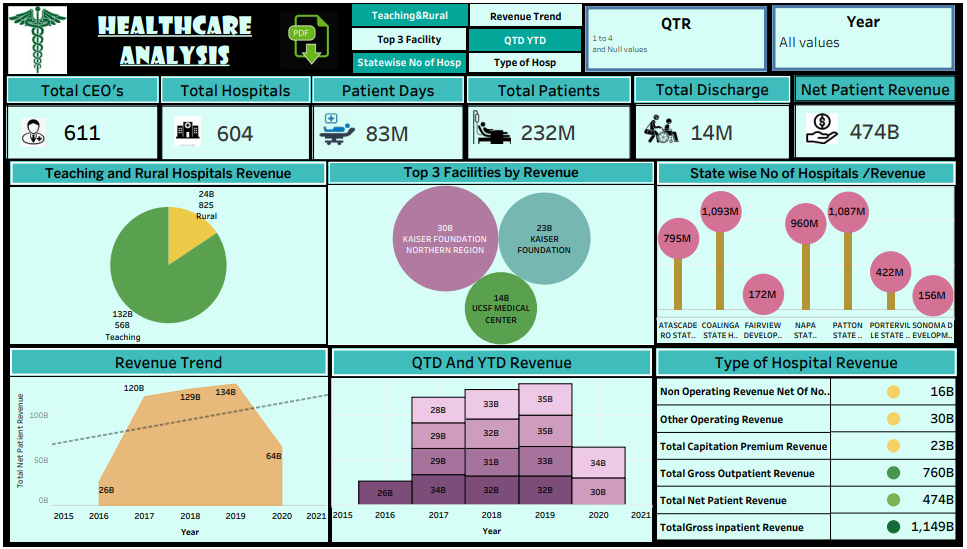 HEALTHCARE
ANALYSIS
PDF
Teaching&Rural
Revenue Trend
Top 3 Facility
QTD YTD
Statewise No of Hosp
Type of Hosp
QTR
1 to 4
and Null values
Year
All values
Total CEO's
Total Hospitals
Patient Days
Total Patients
Total Discharge
Net Patient Revenue
611
604
83M
232M
14M
474B
Teaching and Rural Hospitals Revenue
24B
825
Rural
132B
568
Teaching
Top 3 Facilities by Revenue
30B
KAISER FOUNDATION
NORTHERN REGION
23B
KAISER
FOUNDATION
14B
UCSF MEDICAL
CENTER
State wise No of Hospitals /Revenue
795M
1,093M
172M
960M
1,087M
422M
156M
ATASCADE
RO STAT..
COALINGA
STATE H..
FAIRVIEW
DEVELOP..
NAPA
STAT..
PATTON
STATE ..
PORTERVIL
LE STATE ..
SONOMA D
EVELOPM..
Revenue Trend
Total Net Patient Revenue
100B
50B
0B
26B
120B
129B
134B
64B
2015 2016 2017 2018 2019 2020 2021
Year
QTD And YTD Revenue
26B
28B
29B
29B
34B
33B
32B
31B
32B
35B
35B
33B
32B
34B
30B
2015 2016 2017 2018 2019 2020 2021
Year
Type of Hospital Revenue
Non Operating Revenue Net Of No.. 16B
Other Operating Revenue 30B
Total Capitation Premium Revenue 23B
Total Gross Outpatient Revenue 760B
Total Net Patient Revenue 474B
TotalGross inpatient Revenue 1,149B